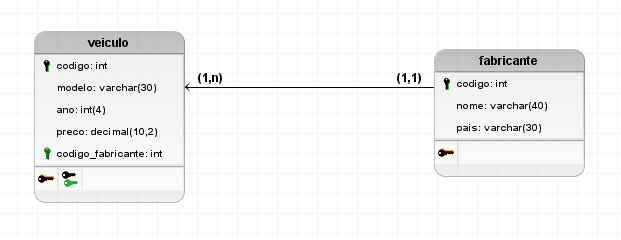 veiculo
codigo: int
modelo: varchar(30)
ano: int(4)
preco: decimal(10,2)
codigo_fabricante: int
(1,n)
(1,1)
fabricante
codigo: int
nome: varchar(40)
pais: varchar(30)